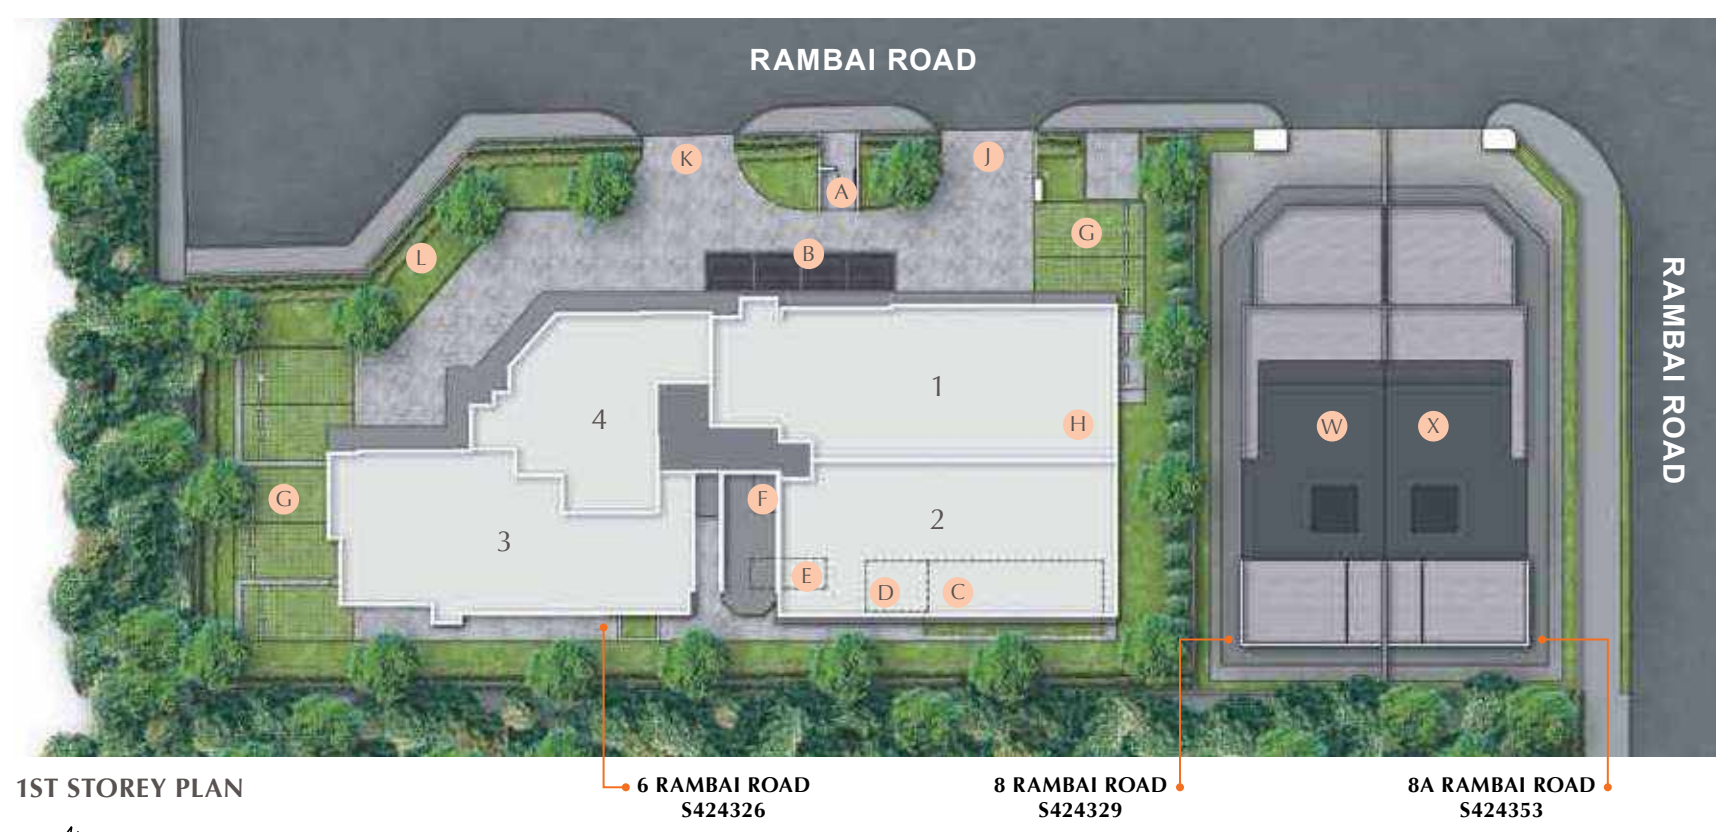 RAMBAI ROAD
K
J
A
G
B
L
RAMBAI ROAD
1
4
H
W
X
G
F
2
3
E
D
C
6 RAMBAI ROAD
S424326
8 RAMBAI ROAD
S424329
8A RAMBAI ROAD
S424353
1ST STOREY PLAN